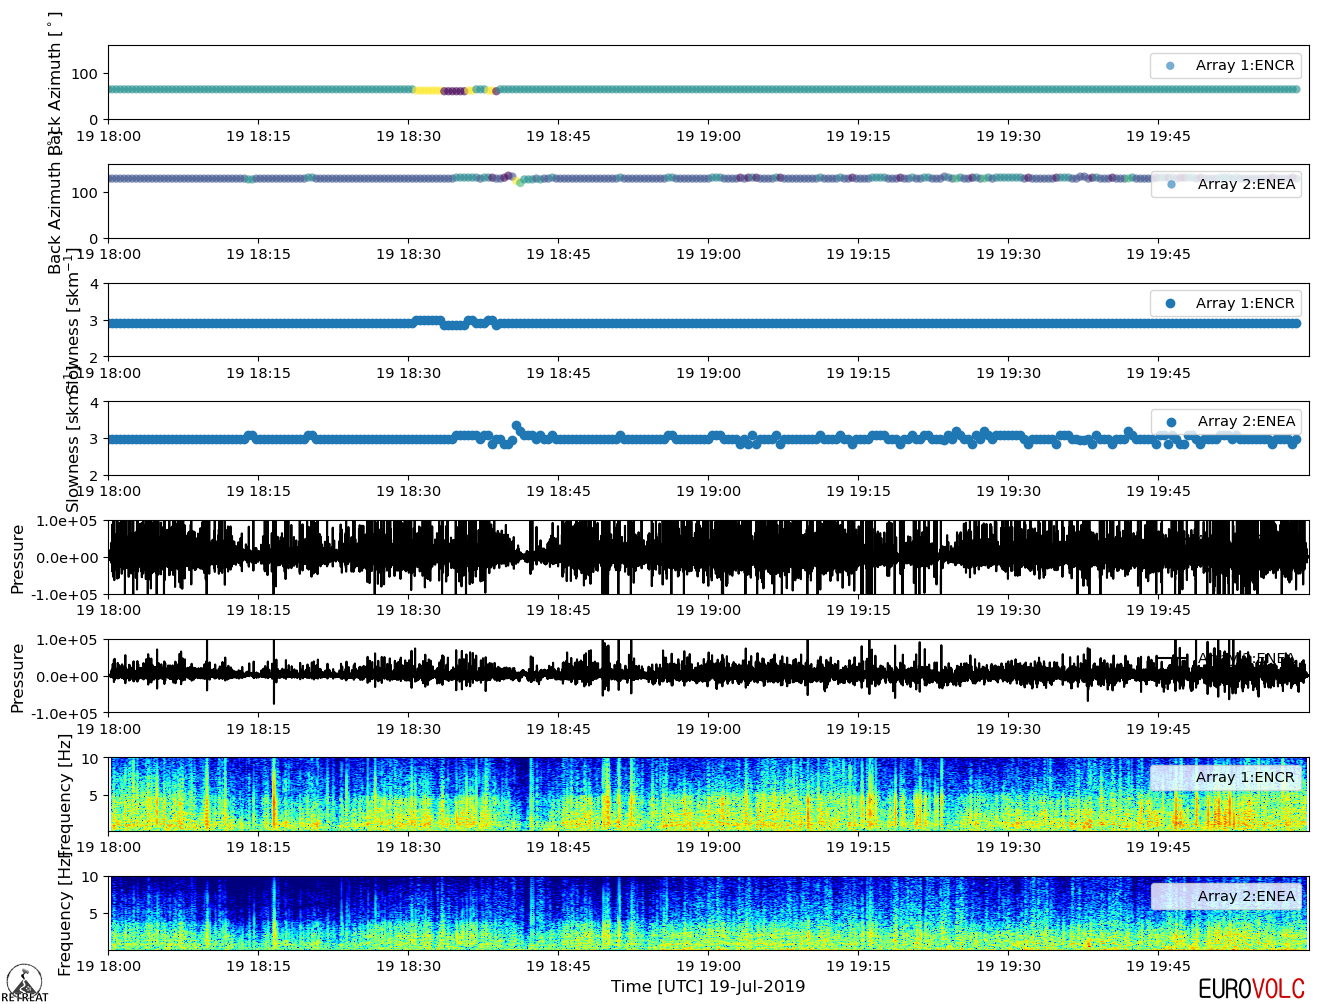 Back Azimuth [ ° ]
100
0
Array 1:ENCR
19 18:00 19 18:15 19 18:30 19 18:45 19 19:00 19 19:15 19 19:30 19 19:45
Back Azimuth [ ° ]
100
0
Array 2:ENEA
19 18:00 19 18:15 19 18:30 19 18:45 19 19:00 19 19:15 19 19:30 19 19:45
Slowness [skm⁻¹]
4
3
2
Array 1:ENCR
19 18:00 19 18:15 19 18:30 19 18:45 19 19:00 19 19:15 19 19:30 19 19:45
Slowness [skm⁻¹]
4
3
2
Array 2:ENEA
19 18:00 19 18:15 19 18:30 19 18:45 19 19:00 19 19:15 19 19:30 19 19:45
Pressure
1.0e+05
0.0e+00
-1.0e+05
19 18:00 19 18:15 19 18:30 19 18:45 19 19:00 19 19:15 19 19:30 19 19:45
Pressure
1.0e+05
0.0e+00
-1.0e+05
19 18:00 19 18:15 19 18:30 19 18:45 19 19:00 19 19:15 19 19:30 19 19:45
Frequency [Hz]
10
5
Array 1:ENCR
19 18:00 19 18:15 19 18:30 19 18:45 19 19:00 19 19:15 19 19:30 19 19:45
Frequency [Hz]
10
5
Array 2:ENEA
19 18:00 19 18:15 19 18:30 19 18:45 19 19:00 19 19:15 19 19:30 19 19:45
Time [UTC] 19-Jul-2019
RETREAT
EUROVOLC